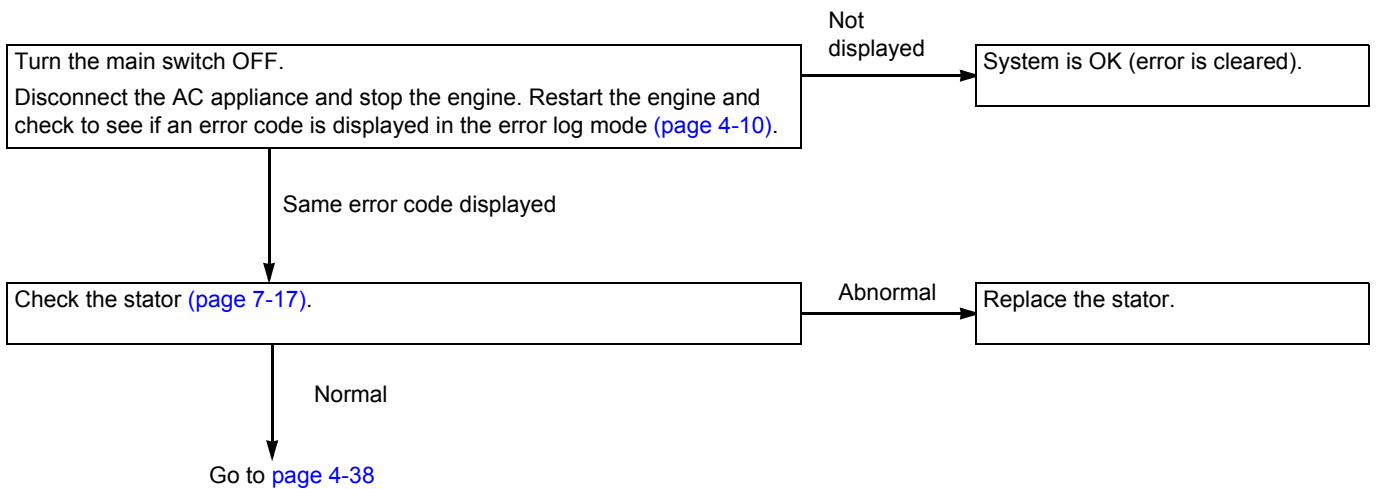 Not
displayed
Turn the main switch OFF.
Disconnect the AC appliance and stop the engine. Restart the engine and
check to see if an error code is displayed in the error log mode (page 4-10).
System is OK (error is cleared).
Same error code displayed
Check the stator (page 7-17).
Abnormal
Replace the stator.
Normal
Go to page 4-38